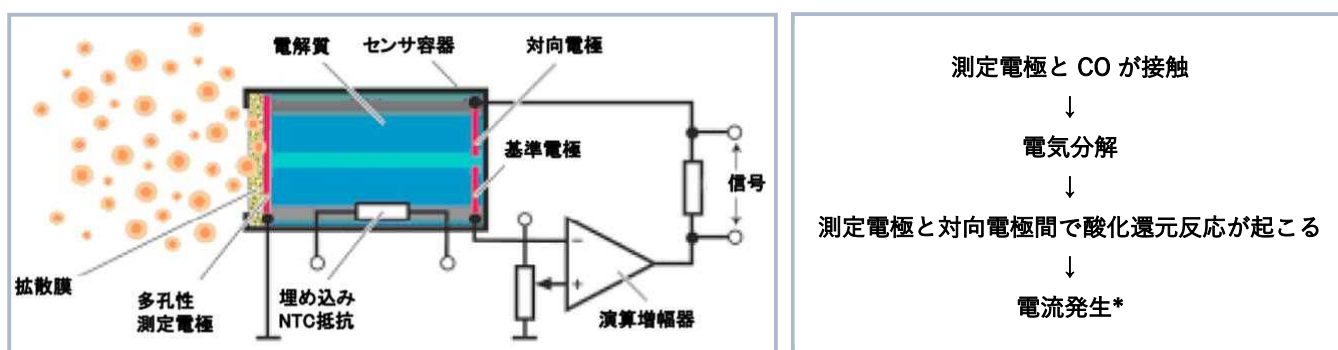 電解質
センサ容器
対向電極
基準電極
信号
拡散膜
多孔性
測定電極
埋め込み
NTC抵抗
−
+
演算増幅器
測定電極と CO が接触
↓
電気分解
↓
測定電極と対向電極間で酸化還元反応が起こる
↓
電流発生*